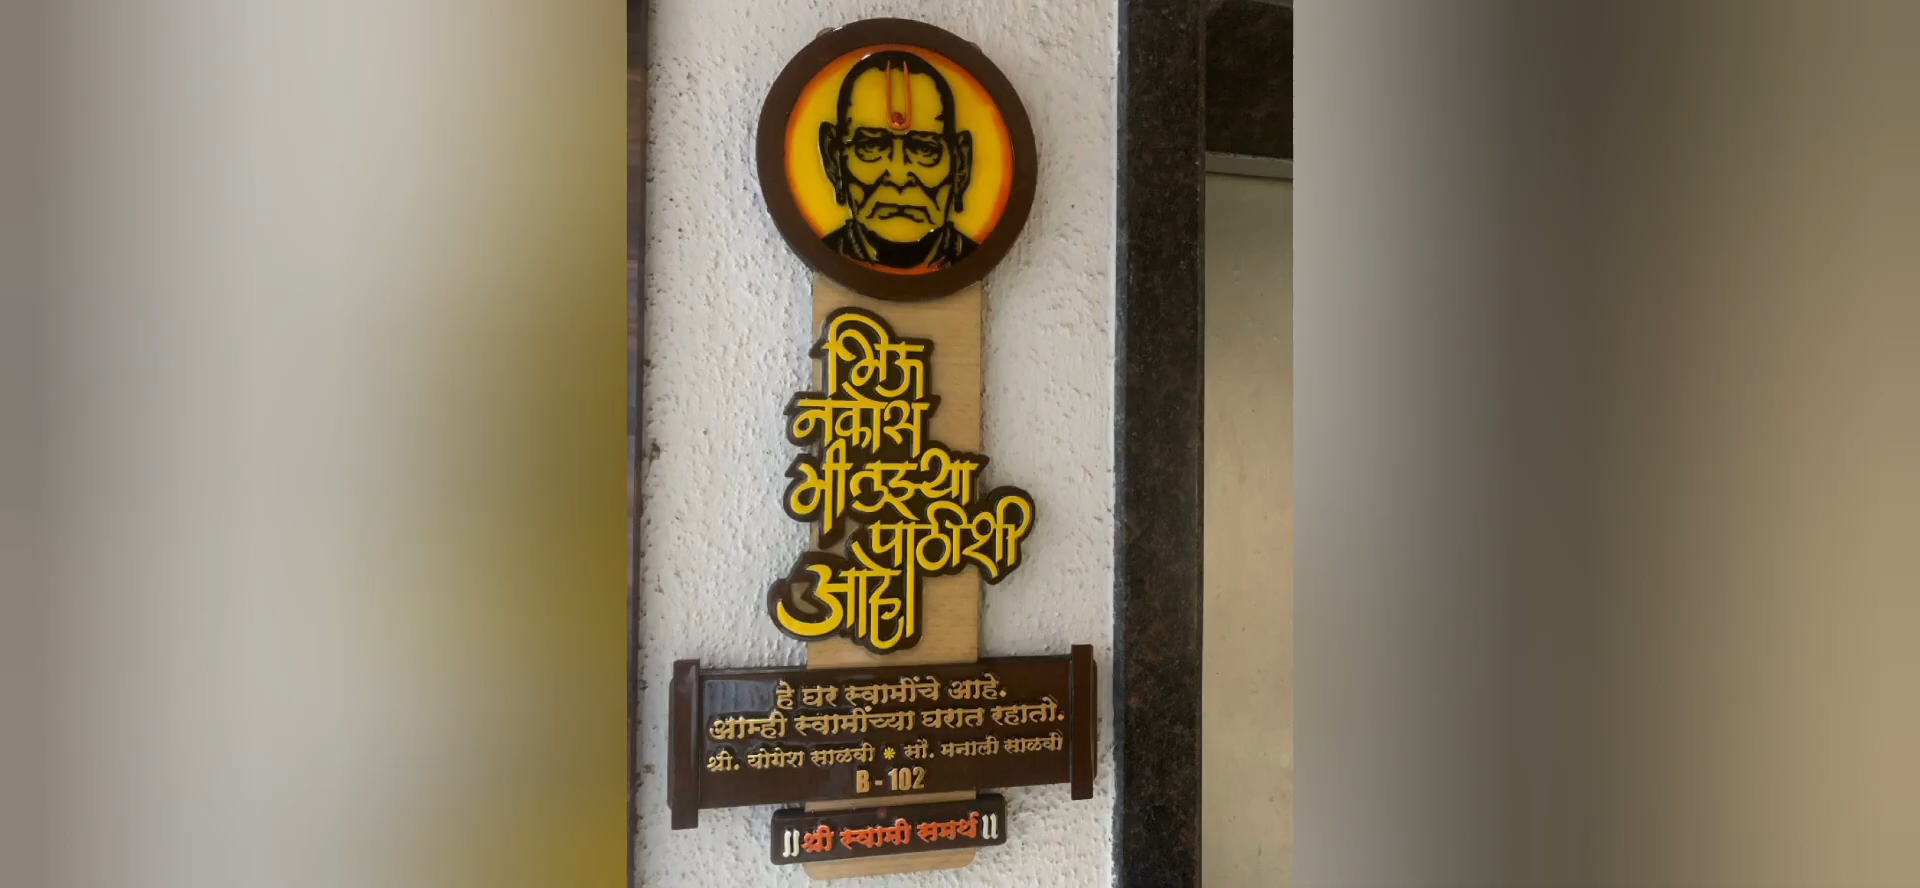 भिऊ
नकोस
मी तुझ्या
पाठीशी
आहे
हे घर स्वामींचे आहे.
आम्ही स्वामींच्या घरात रहातो.
श्री. योगेश साळवी * सौ. मनाली साळवी
B - 102
॥श्री स्वामी समर्थ॥